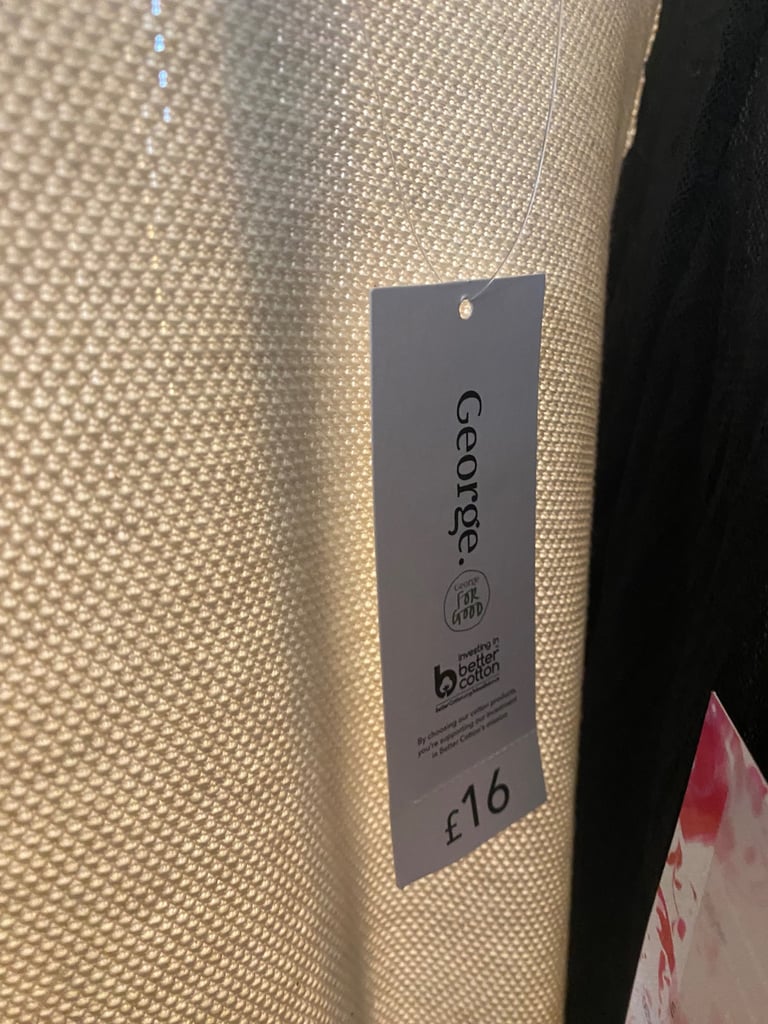 George.
George
FOR
GOOD
investing in
better
cotton
By choosing our cotton products,
you're supporting our investment
in Better Cotton's mission
£16